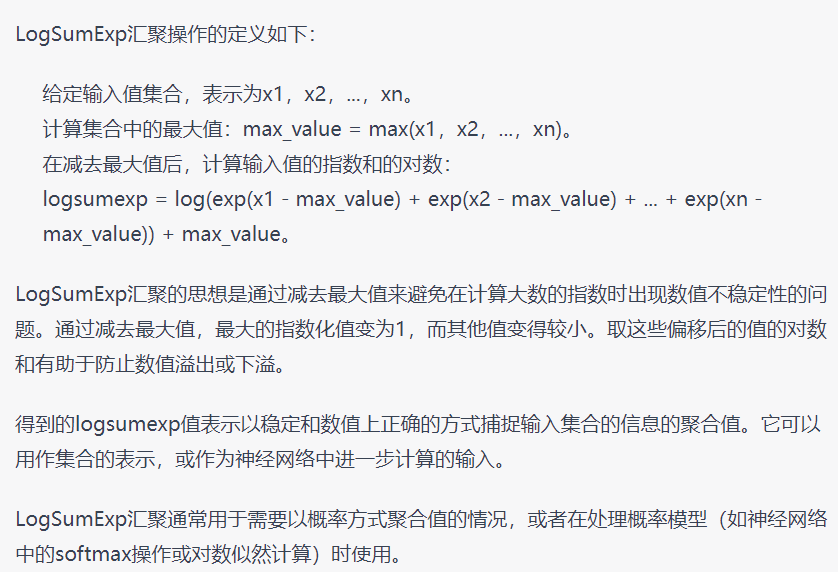 LogSumExp汇聚操作的定义如下：
给定输入值集合，表示为x1，x2，...，xn。
计算集合中的最大值：max_value = max(x1，x2，...，xn)。
在减去最大值后，计算输入值的指数和的对数：
logsumexp = log(exp(x1 - max_value) + exp(x2 - max_value) + ... + exp(xn -
max_value)) + max_value。
LogSumExp汇聚的思想是通过减去最大值来避免在计算大数的指数时出现数值不稳定性的问
题。通过减去最大值，最大的指数化值变为1，而其他值变得较小。取这些偏移后的值的对数
和有助于防止数值溢出或下溢。
得到的logsumexp值表示以稳定和数值上正确的方式捕捉输入集合的信息的聚合值。它可以
用作集合的表示，或作为神经网络中进一步计算的输入。
LogSumExp汇聚通常用于需要以概率方式聚合值的情况，或者在处理概率模型（如神经网络
中的softmax操作或对数似然计算）时使用。